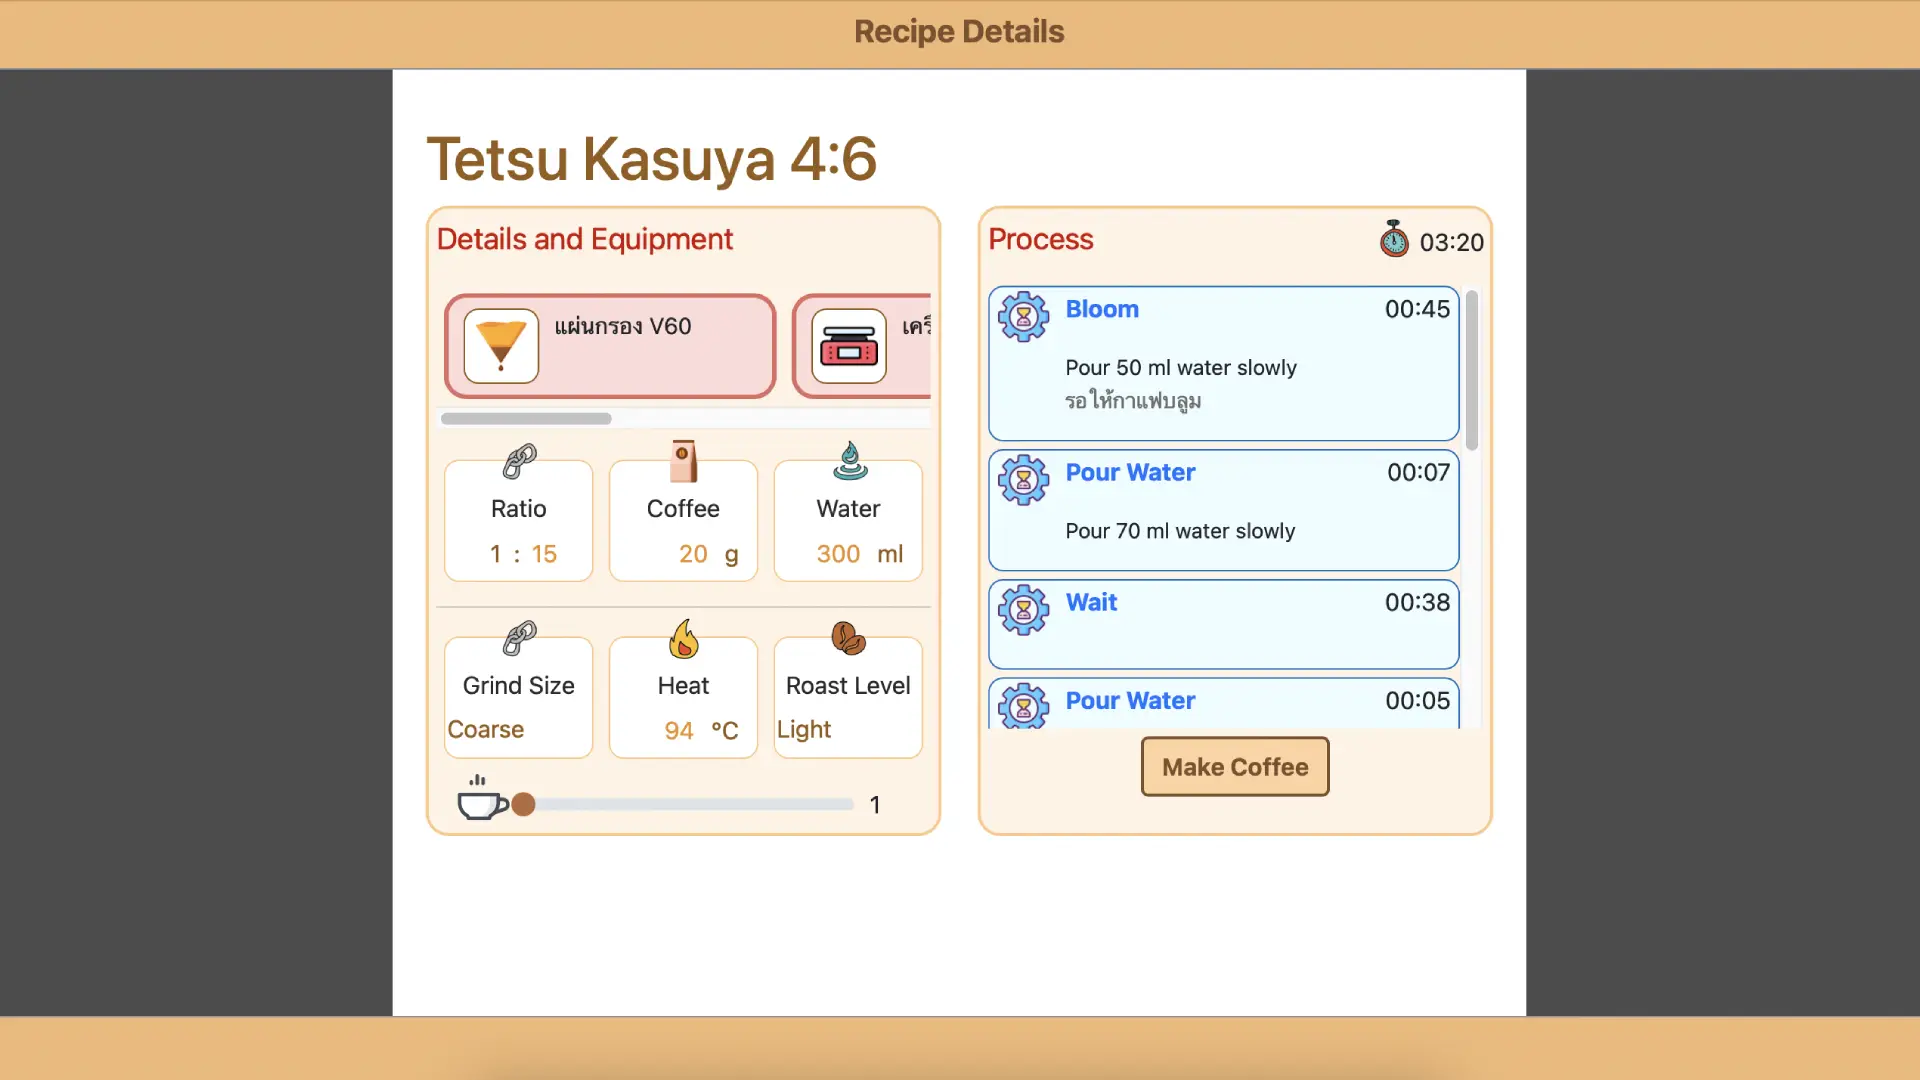 Recipe Details
Tetsu Kasuya 4:6
Details and Equipment
แผ่นกรอง V60
Ratio
1 : 15
Coffee
20 g
Water
300 ml
Grind Size
Coarse
Heat
94 °C
Roast Level
Light
1
Process
03:20
Bloom 00:45
Pour 50 ml water slowly
รอให้กาแฟบลูม
Pour Water 00:07
Pour 70 ml water slowly
Wait 00:38
Pour Water 00:05
Make Coffee